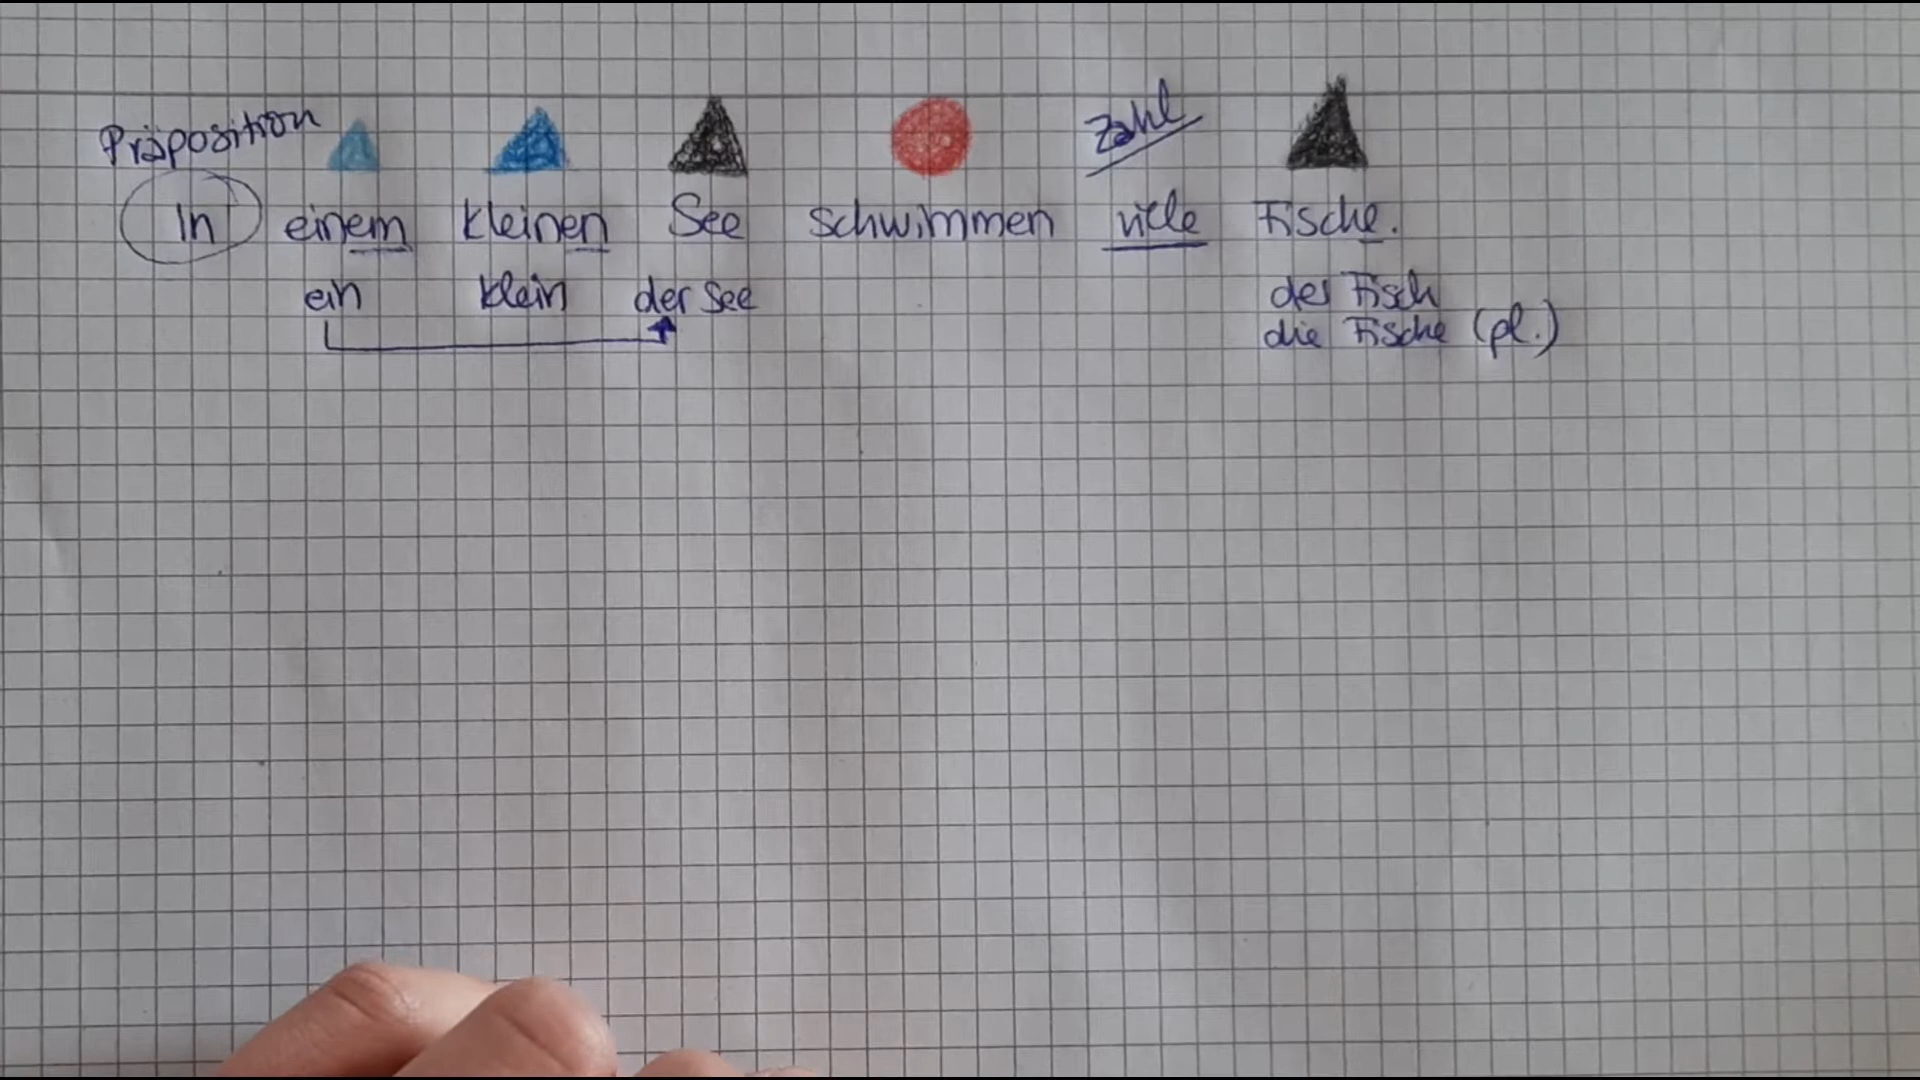 Präposition Zahl
In einem kleinen See schwimmen viele Fische.
ein klein der See der Fisch
die Fische (pl.)